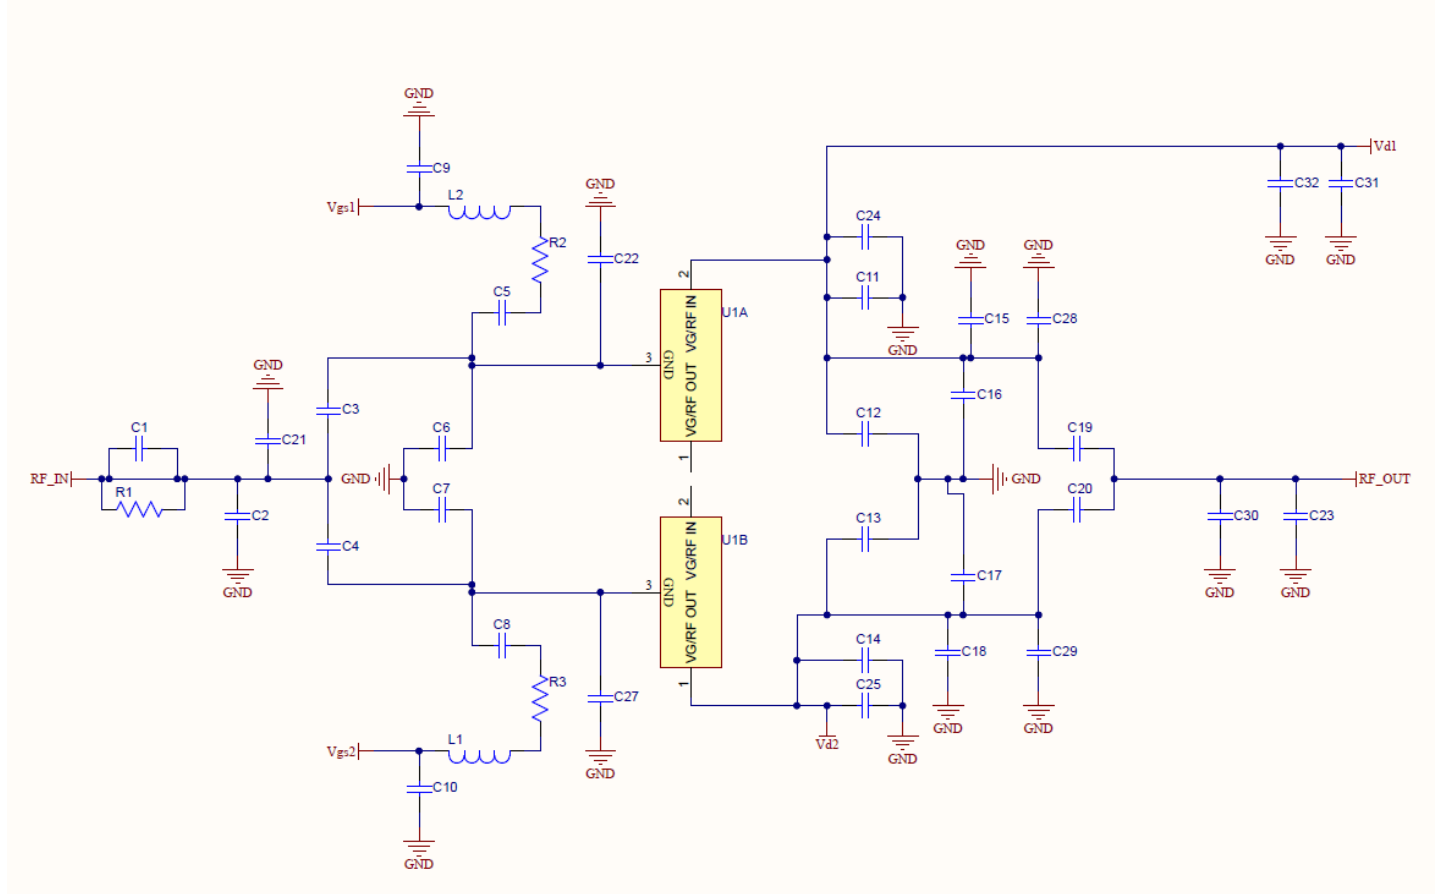 GND
C9
Vgs1
L2
R2
C5
GND
C22
2
VG/RF IN
U1A
3
GND
VG/RF OUT
1
Vd1
C32
C31
GND
GND
C24
C11
GND
GND
GND
C15
C28
C16
C12
C19
GND
C21
C3
C1
RF_IN
R1
C2
GND
C4
C6
GND
C7
2
VG/RF IN
U1B
3
GND
VG/RF OUT
1
GND
RF_OUT
C20
C13
C30
C23
GND
GND
C17
C14
C25
C18
C29
GND
GND
Vd2
GND
C8
R3
C27
GND
Vgs2
L1
C10
GND